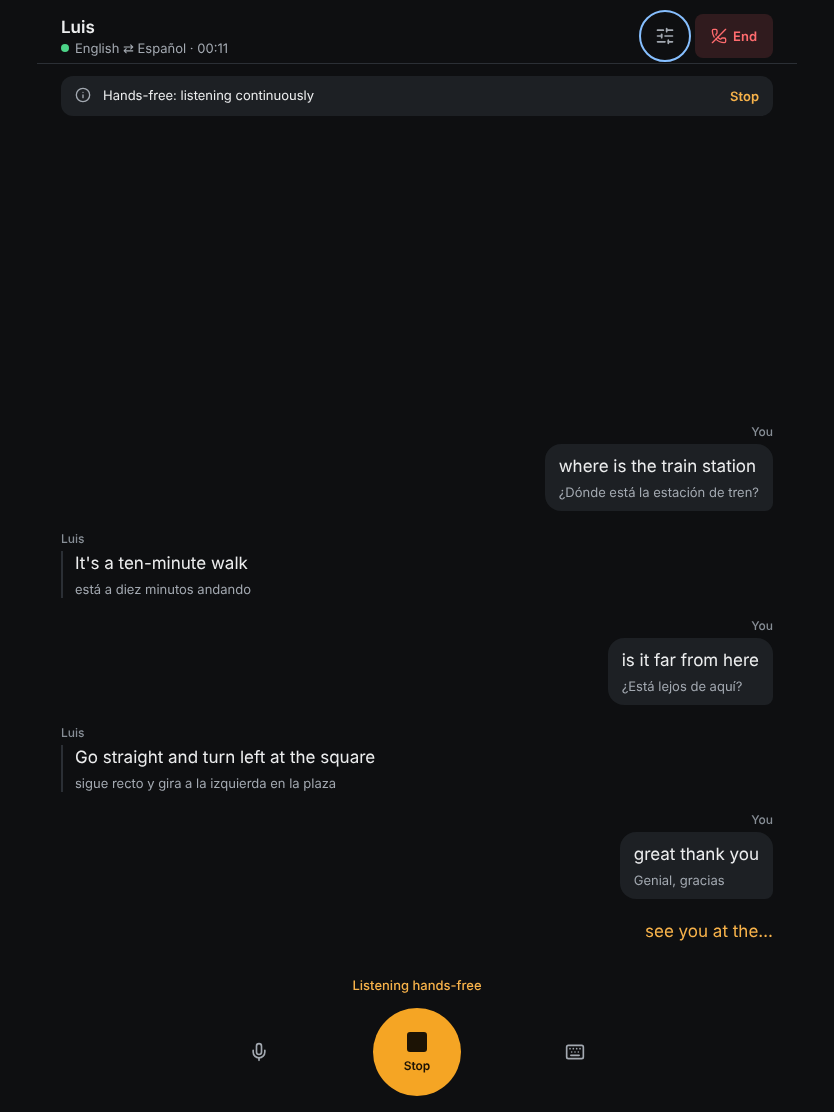 Luis
English ⇄ Español · 00:11
End
Hands-free: listening continuously
Stop
You
where is the train station
¿Dónde está la estación de tren?
Luis
It's a ten-minute walk
está a diez minutos andando
You
is it far from here
¿Está lejos de aquí?
Luis
Go straight and turn left at the square
sigue recto y gira a la izquierda en la plaza
You
great thank you
Genial, gracias
see you at the...
Listening hands-free
Stop